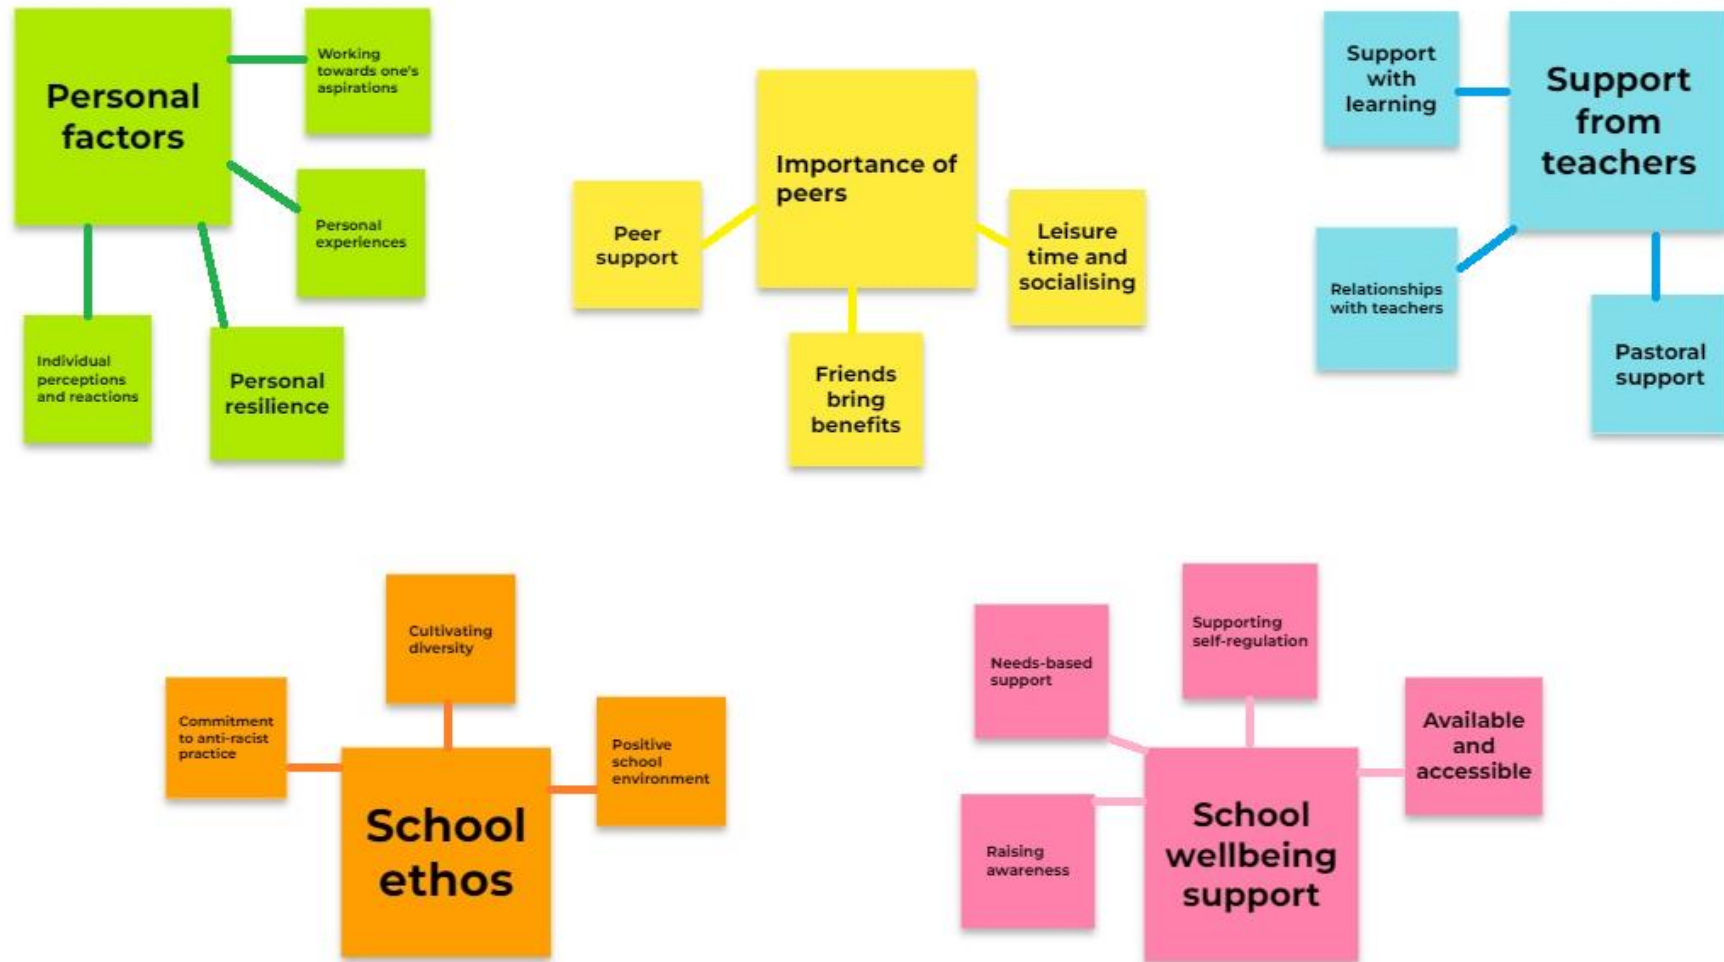 Personal
factors
Working
towards one's
aspirations
Personal
experiences
Personal
resilience
Individual
perceptions
and reactions
Importance of
peers
Peer
support
Friends
bring
benefits
Leisure
time and
socialising
Support
from
teachers
Support
with
learning
Relationships
with teachers
Pastoral
support
School
ethos
Commitment
to anti-racist
practice
Cultivating
diversity
Positive
school
environment
School
wellbeing
support
Raising
awareness
Needs-based
support
Supporting
self-regulation
Available
and
accessible